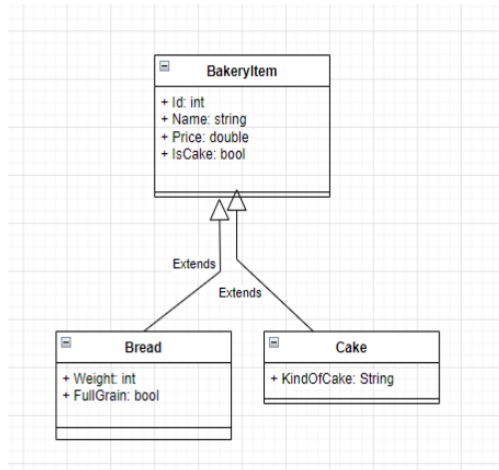 BakeryItem
+ Id: int
+ Name: string
+ Price: double
+ IsCake: bool
Extends
Extends
Bread
+ Weight: int
+ FullGrain: bool
Cake
+ KindOfCake: String